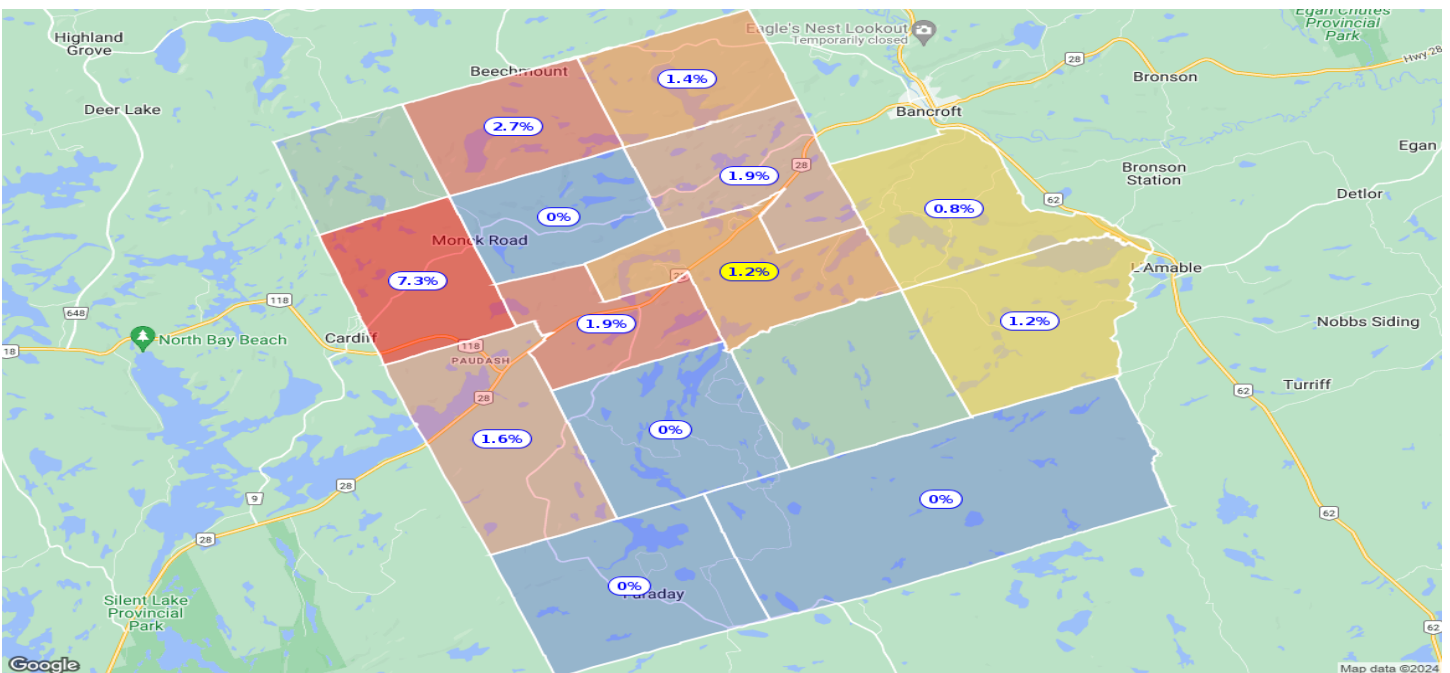 Egan Chutes
Provincial
Park
Highland
Grove
Eagle's Nest Lookout
Temporarily closed
28
Hwy 28
Beechmount
1.4%
Bronson
Deer Lake
Bancroft
2.7%
Egan
28
1.9%
Bronson
Station
Detlor
62
0%
0.8%
Monck Road
L'Amable
1.2%
7.3%
118
648
1.9%
1.2%
Nobbs Siding
North Bay Beach
Cardiff
118
18
PAUDASH
28
62
Turriff
1.6%
0%
28
9
0%
62
28
0%
Faraday
Silent Lake
Provincial
Park
62
Google
Map data ©2024